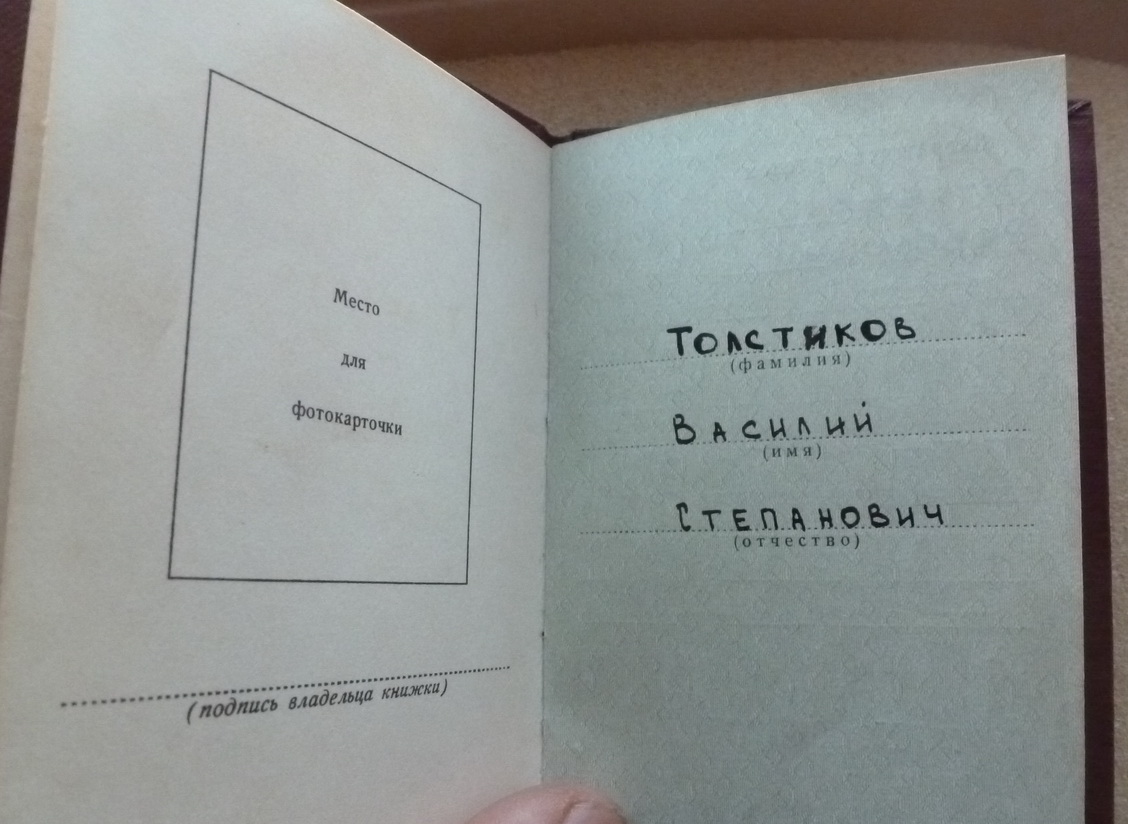 Место
для
фотокарточки
(подпись владельца книжки)
Толстиков
(фамилия)
Василий
(имя)
Степанович
(отчество)